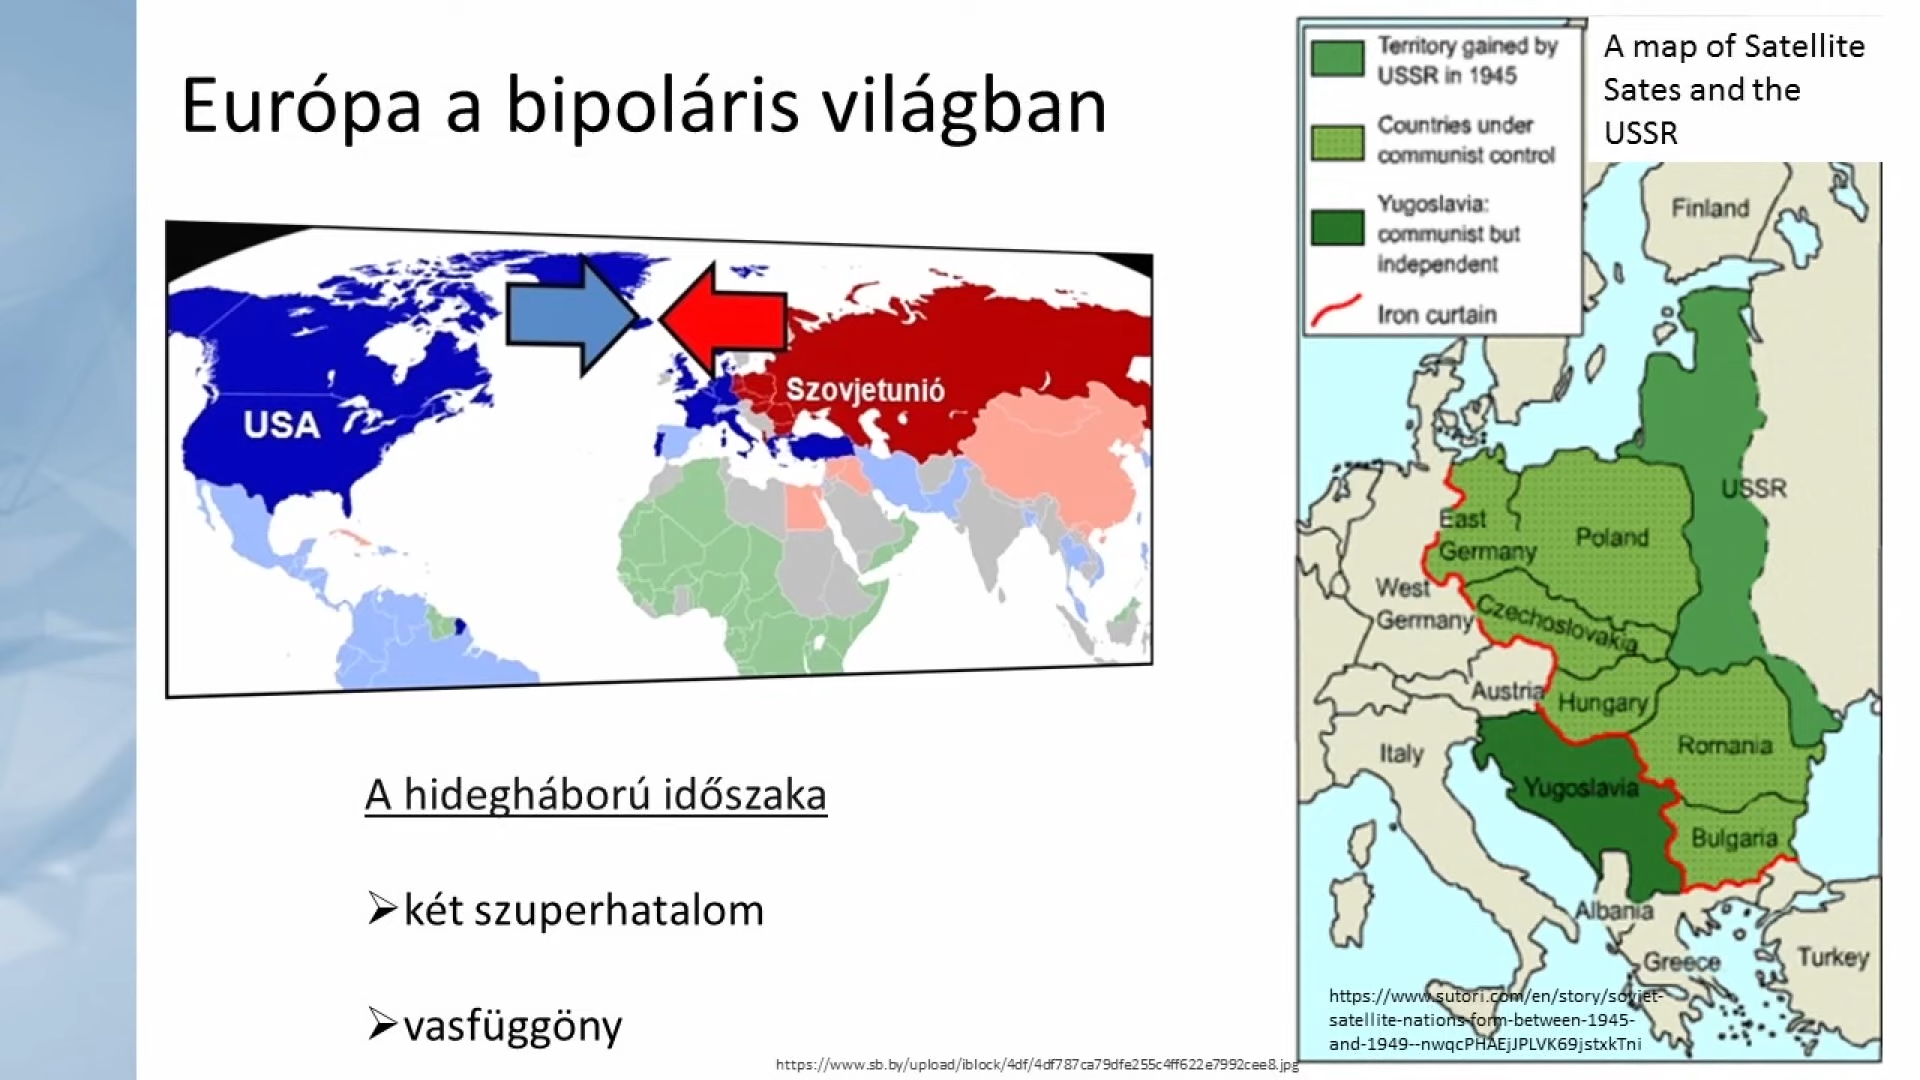 Európa a bipoláris világban
USA
Szovjetunió
A hidegháború időszaka
➢két szuperhatalom
➢vasfüggöny
https://www.sb.by/upload/iblock/4df/4df787ca79dfe255c4ff622e7992cee8.jpg
A map of Satellite
Sates and the
USSR
Territory gained by
USSR in 1945
Countries under
communist control
Yugoslavia:
communist but
independent
Iron curtain
Finland
USSR
East
Germany
Poland
West
Germany
Czechoslovakia
Austria
Hungary
Italy
Romania
Yugoslavia
Bulgaria
Albania
Greece
Turkey
https://www.sutori.com/en/story/soviet-
satellite-nations-form-between-1945-
and-1949--nwqcPHAEjJPLVK69jstxkTni